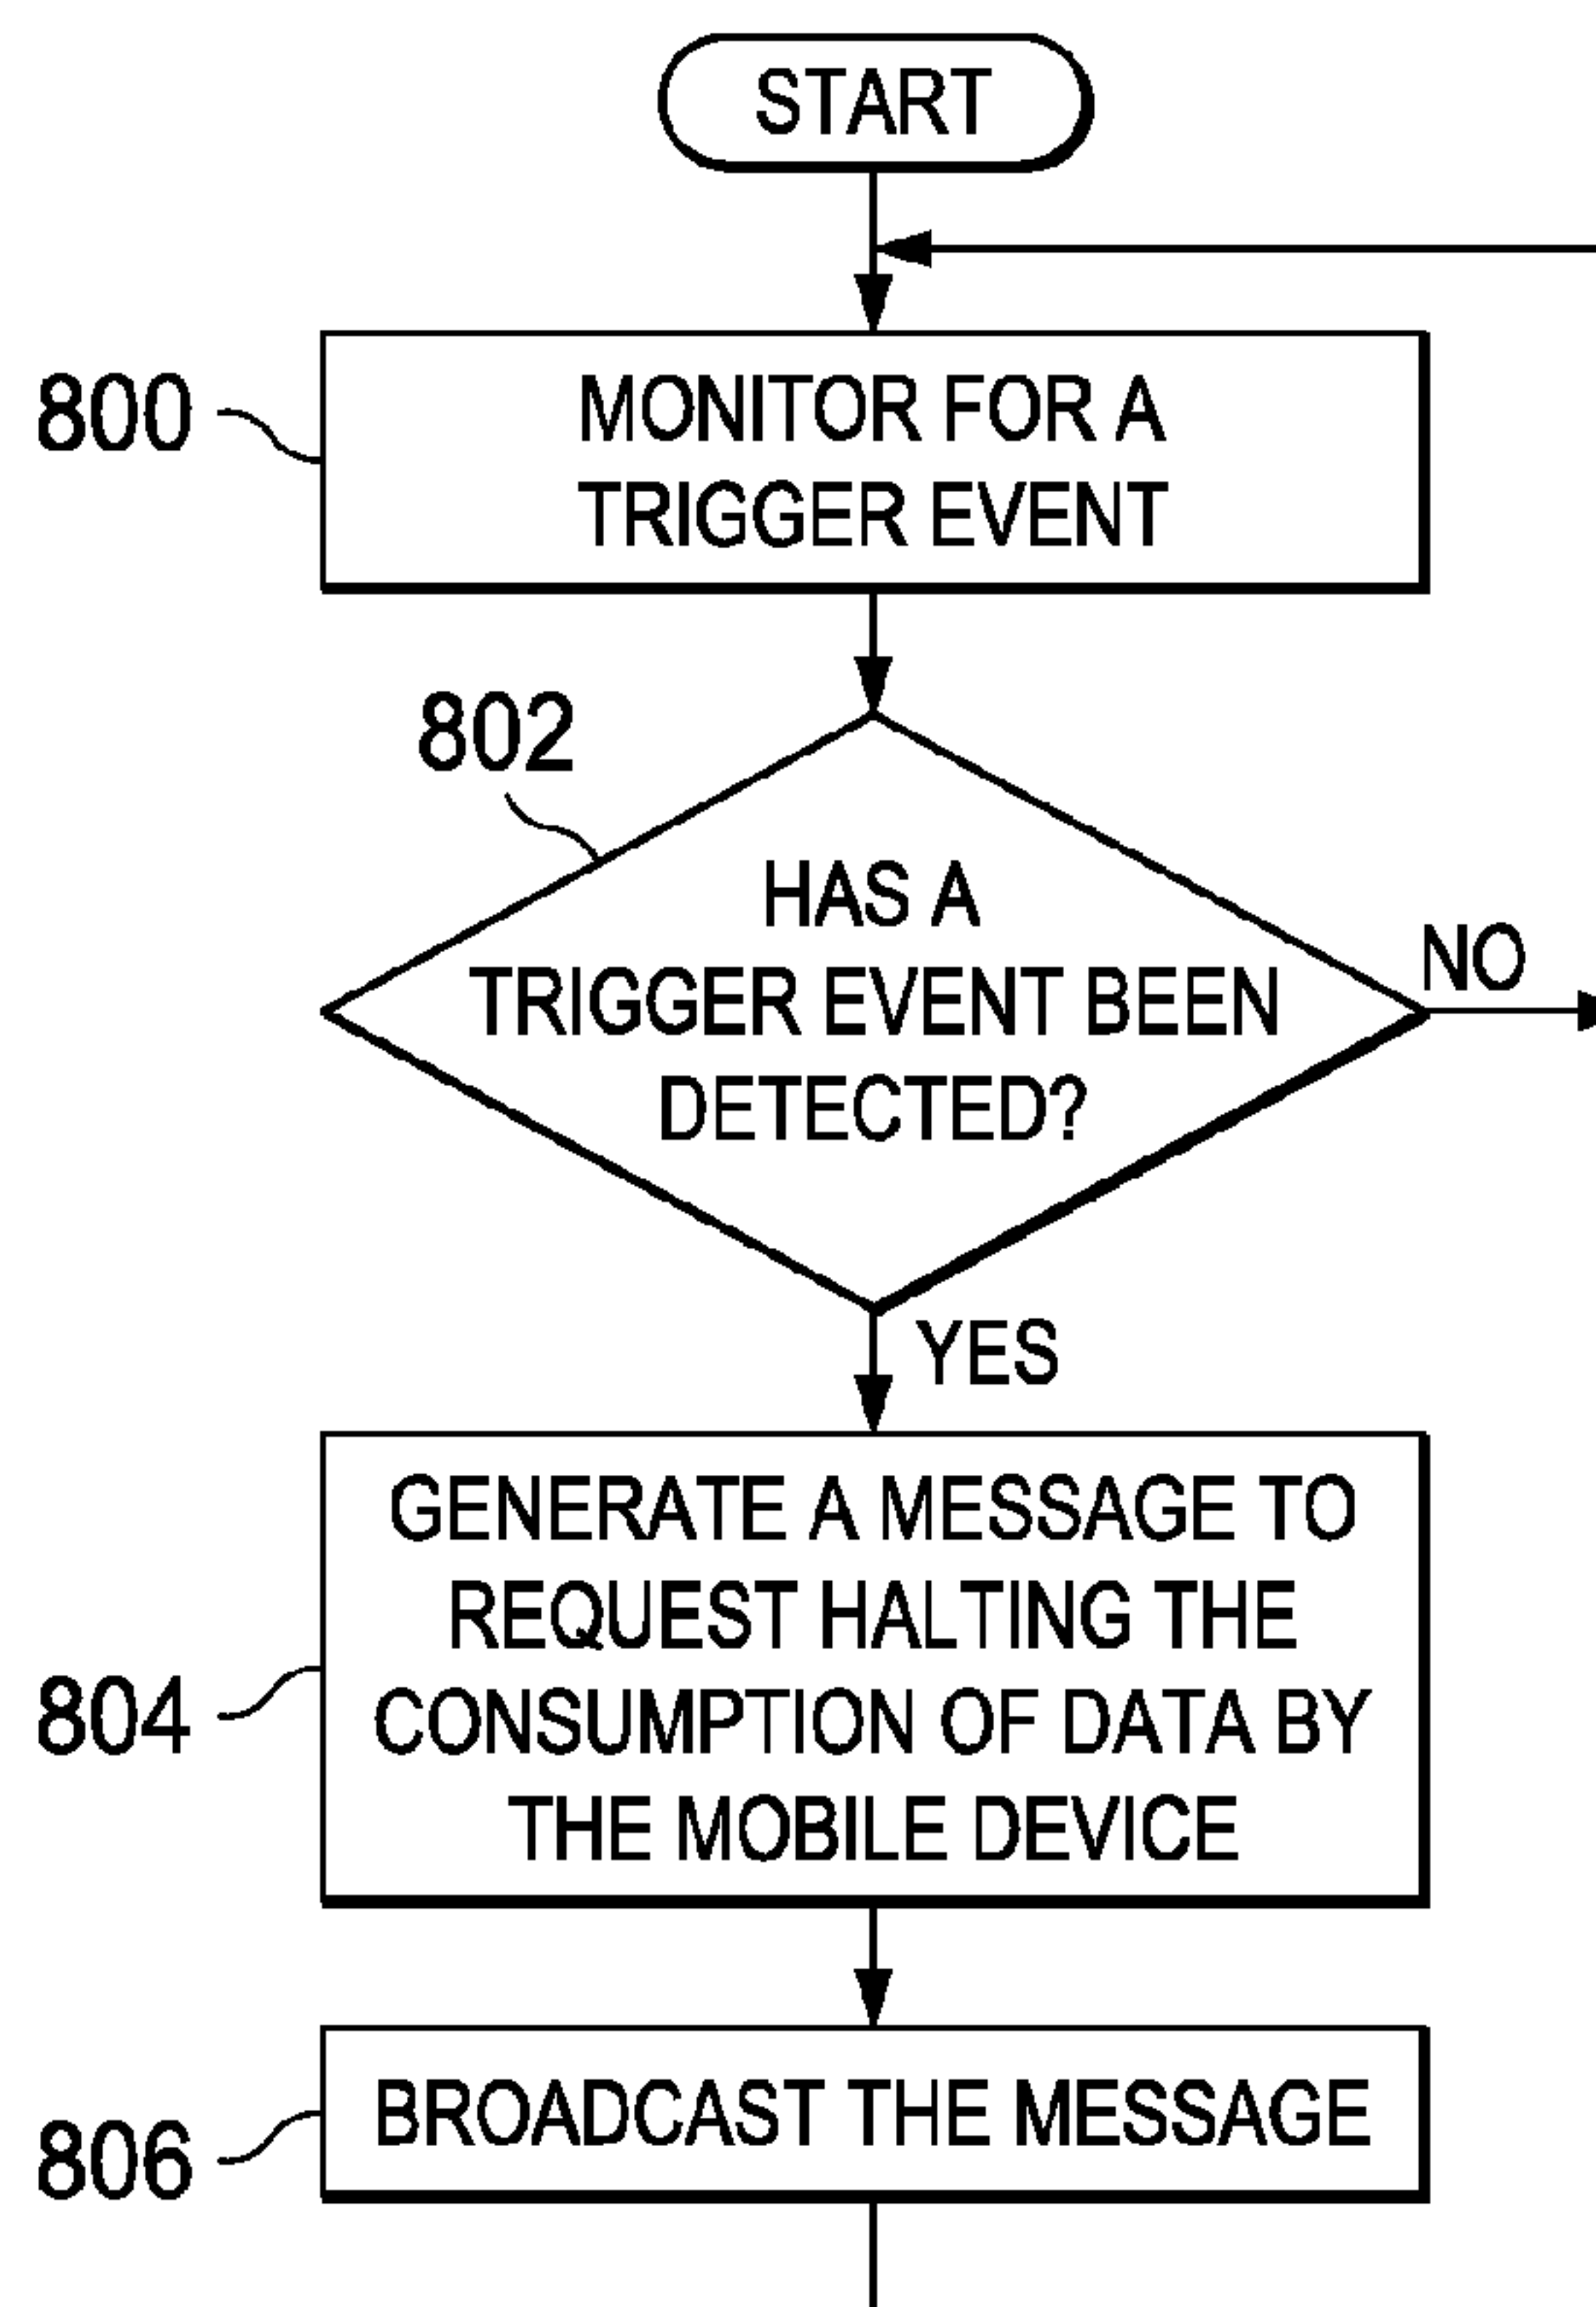 START
800
MONITOR FOR A
TRIGGER EVENT
802
HAS A
TRIGGER EVENT BEEN
DETECTED?
NO
YES
804
GENERATE A MESSAGE TO
REQUEST HALTING THE
CONSUMPTION OF DATA BY
THE MOBILE DEVICE
806
BROADCAST THE MESSAGE